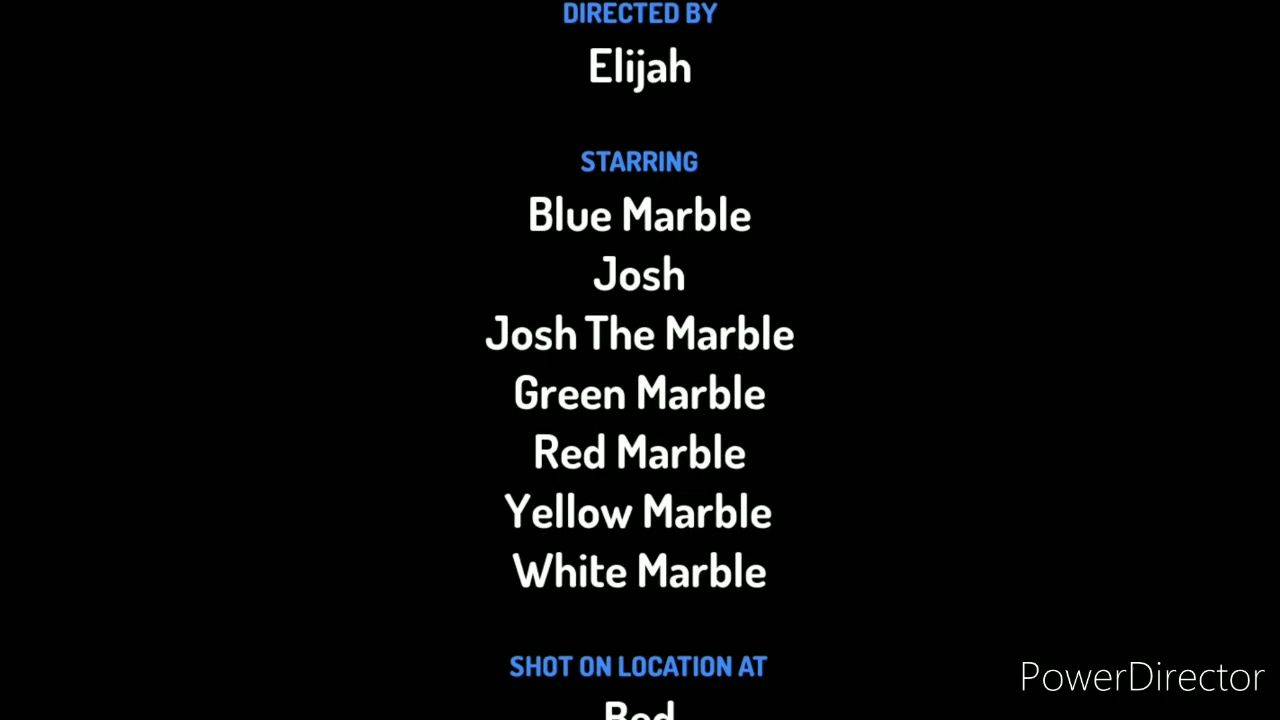 DIRECTED BY
Elijah
STARRING
Blue Marble
Josh
Josh The Marble
Green Marble
Red Marble
Yellow Marble
White Marble
SHOT ON LOCATION AT
PowerDirector